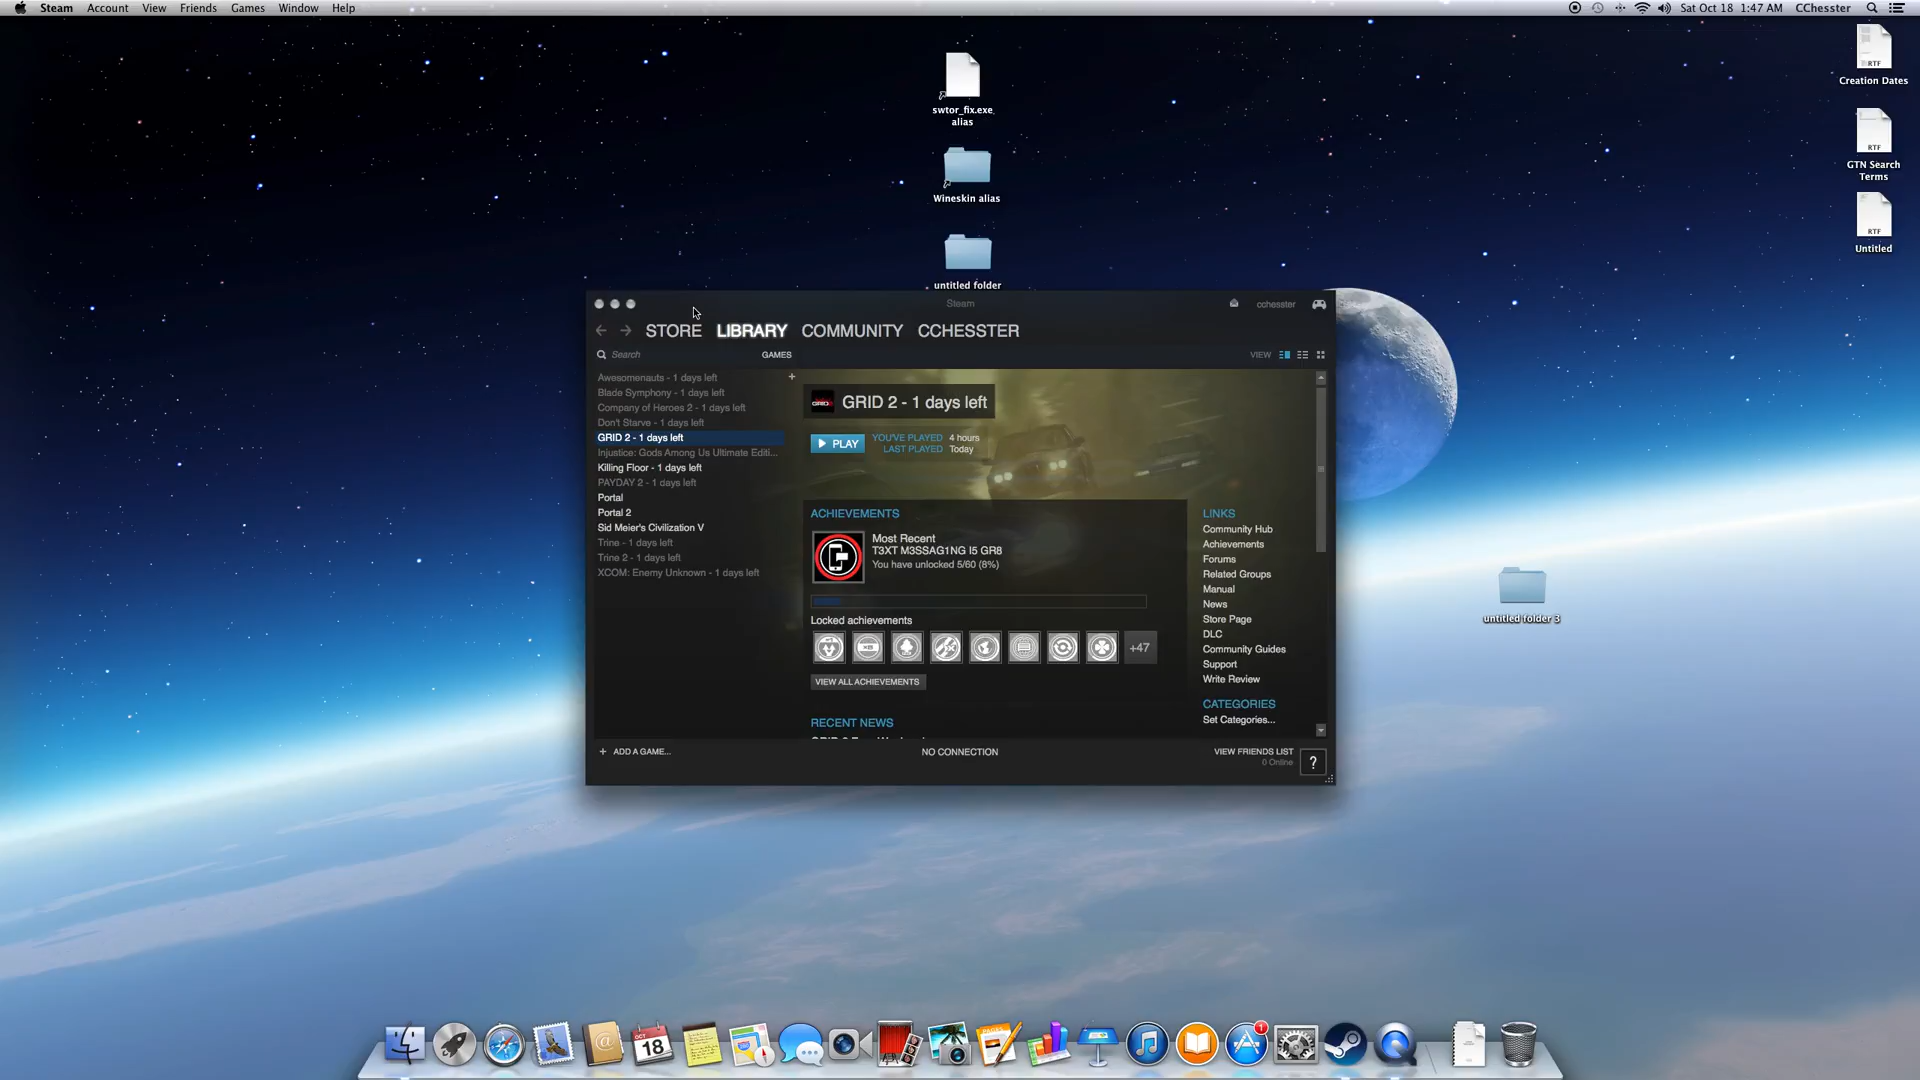 Steam Account View Friends Games Window Help
Sat Oct 18 1:47 AM CChesster
RTF
Creation Dates
RTF
GTN Search
Terms
RTF
Untitled
swtor_fix.exe
alias
Wineskin alias
untitled folder
untitled folder 3
Steam
cchesster
STORE LIBRARY COMMUNITY CCHESSTER
Search
GAMES
VIEW
Awesomenauts - 1 days left
Blade Symphony - 1 days left
Company of Heroes 2 - 1 days left
Don't Starve - 1 days left
GRID 2 - 1 days left
Injustice: Gods Among Us Ultimate Editi...
Killing Floor - 1 days left
PAYDAY 2 - 1 days left
Portal
Portal 2
Sid Meier's Civilization V
Trine - 1 days left
Trine 2 - 1 days left
XCOM: Enemy Unknown - 1 days left
+
GRID 2 - 1 days left
PLAY
YOU'VE PLAYED 4 hours
LAST PLAYED Today
ACHIEVEMENTS
Most Recent
T3XT M3SSAG1NG I5 GR8
You have unlocked 5/60 (8%)
Locked achievements
+47
VIEW ALL ACHIEVEMENTS
RECENT NEWS
LINKS
Community Hub
Achievements
Forums
Related Groups
Manual
News
Store Page
DLC
Community Guides
Support
Write Review
CATEGORIES
Set Categories...
+ ADD A GAME...
NO CONNECTION
VIEW FRIENDS LIST
0 Online
?
OCT
18
PAGES
1